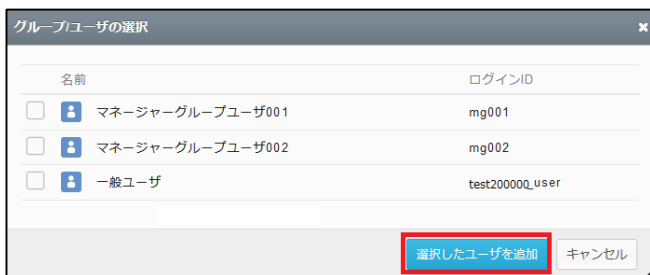 グループ/ユーザの選択
名前 ログインID
マネージャーグループユーザ001 mg001
マネージャーグループユーザ002 mg002
一般ユーザ test200000_user
選択したユーザを追加 キャンセル